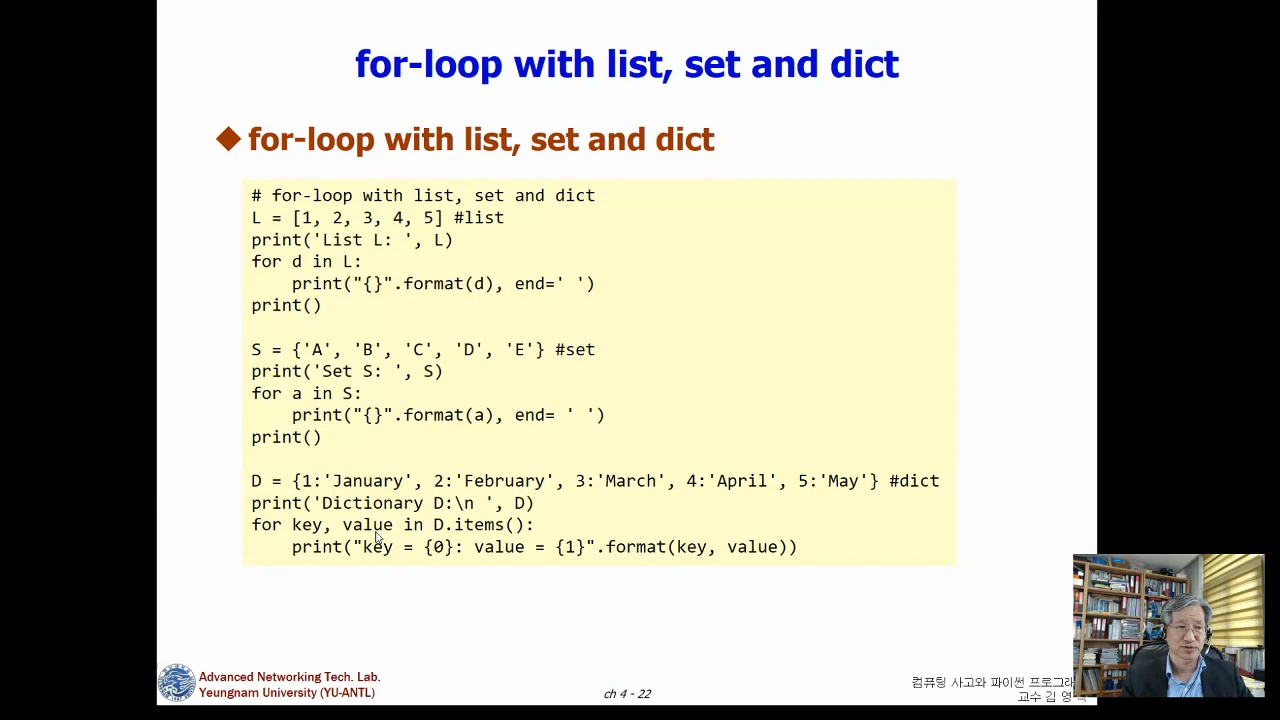 for-loop with list, set and dict
for-loop with list, set and dict
# for-loop with list, set and dict
L = [1, 2, 3, 4, 5] #list
print('List L: ', L)
for d in L:
    print("{}".format(d), end=' ')
print()
S = {'A', 'B', 'C', 'D', 'E'} #set
print('Set S: ', S)
for a in S:
    print("{}".format(a), end= ' ')
print()
D = {1:'January', 2:'February', 3:'March', 4:'April', 5:'May'} #dict
print('Dictionary D:\n ', D)
for key, value in D.items():
    print("key = {0}: value = {1}".format(key, value))
Advanced Networking Tech. Lab.
Yeungnam University (YU-ANTL)
ch 4 - 22
컴퓨팅 사고와 파이썬 프로그래
교수 김 영